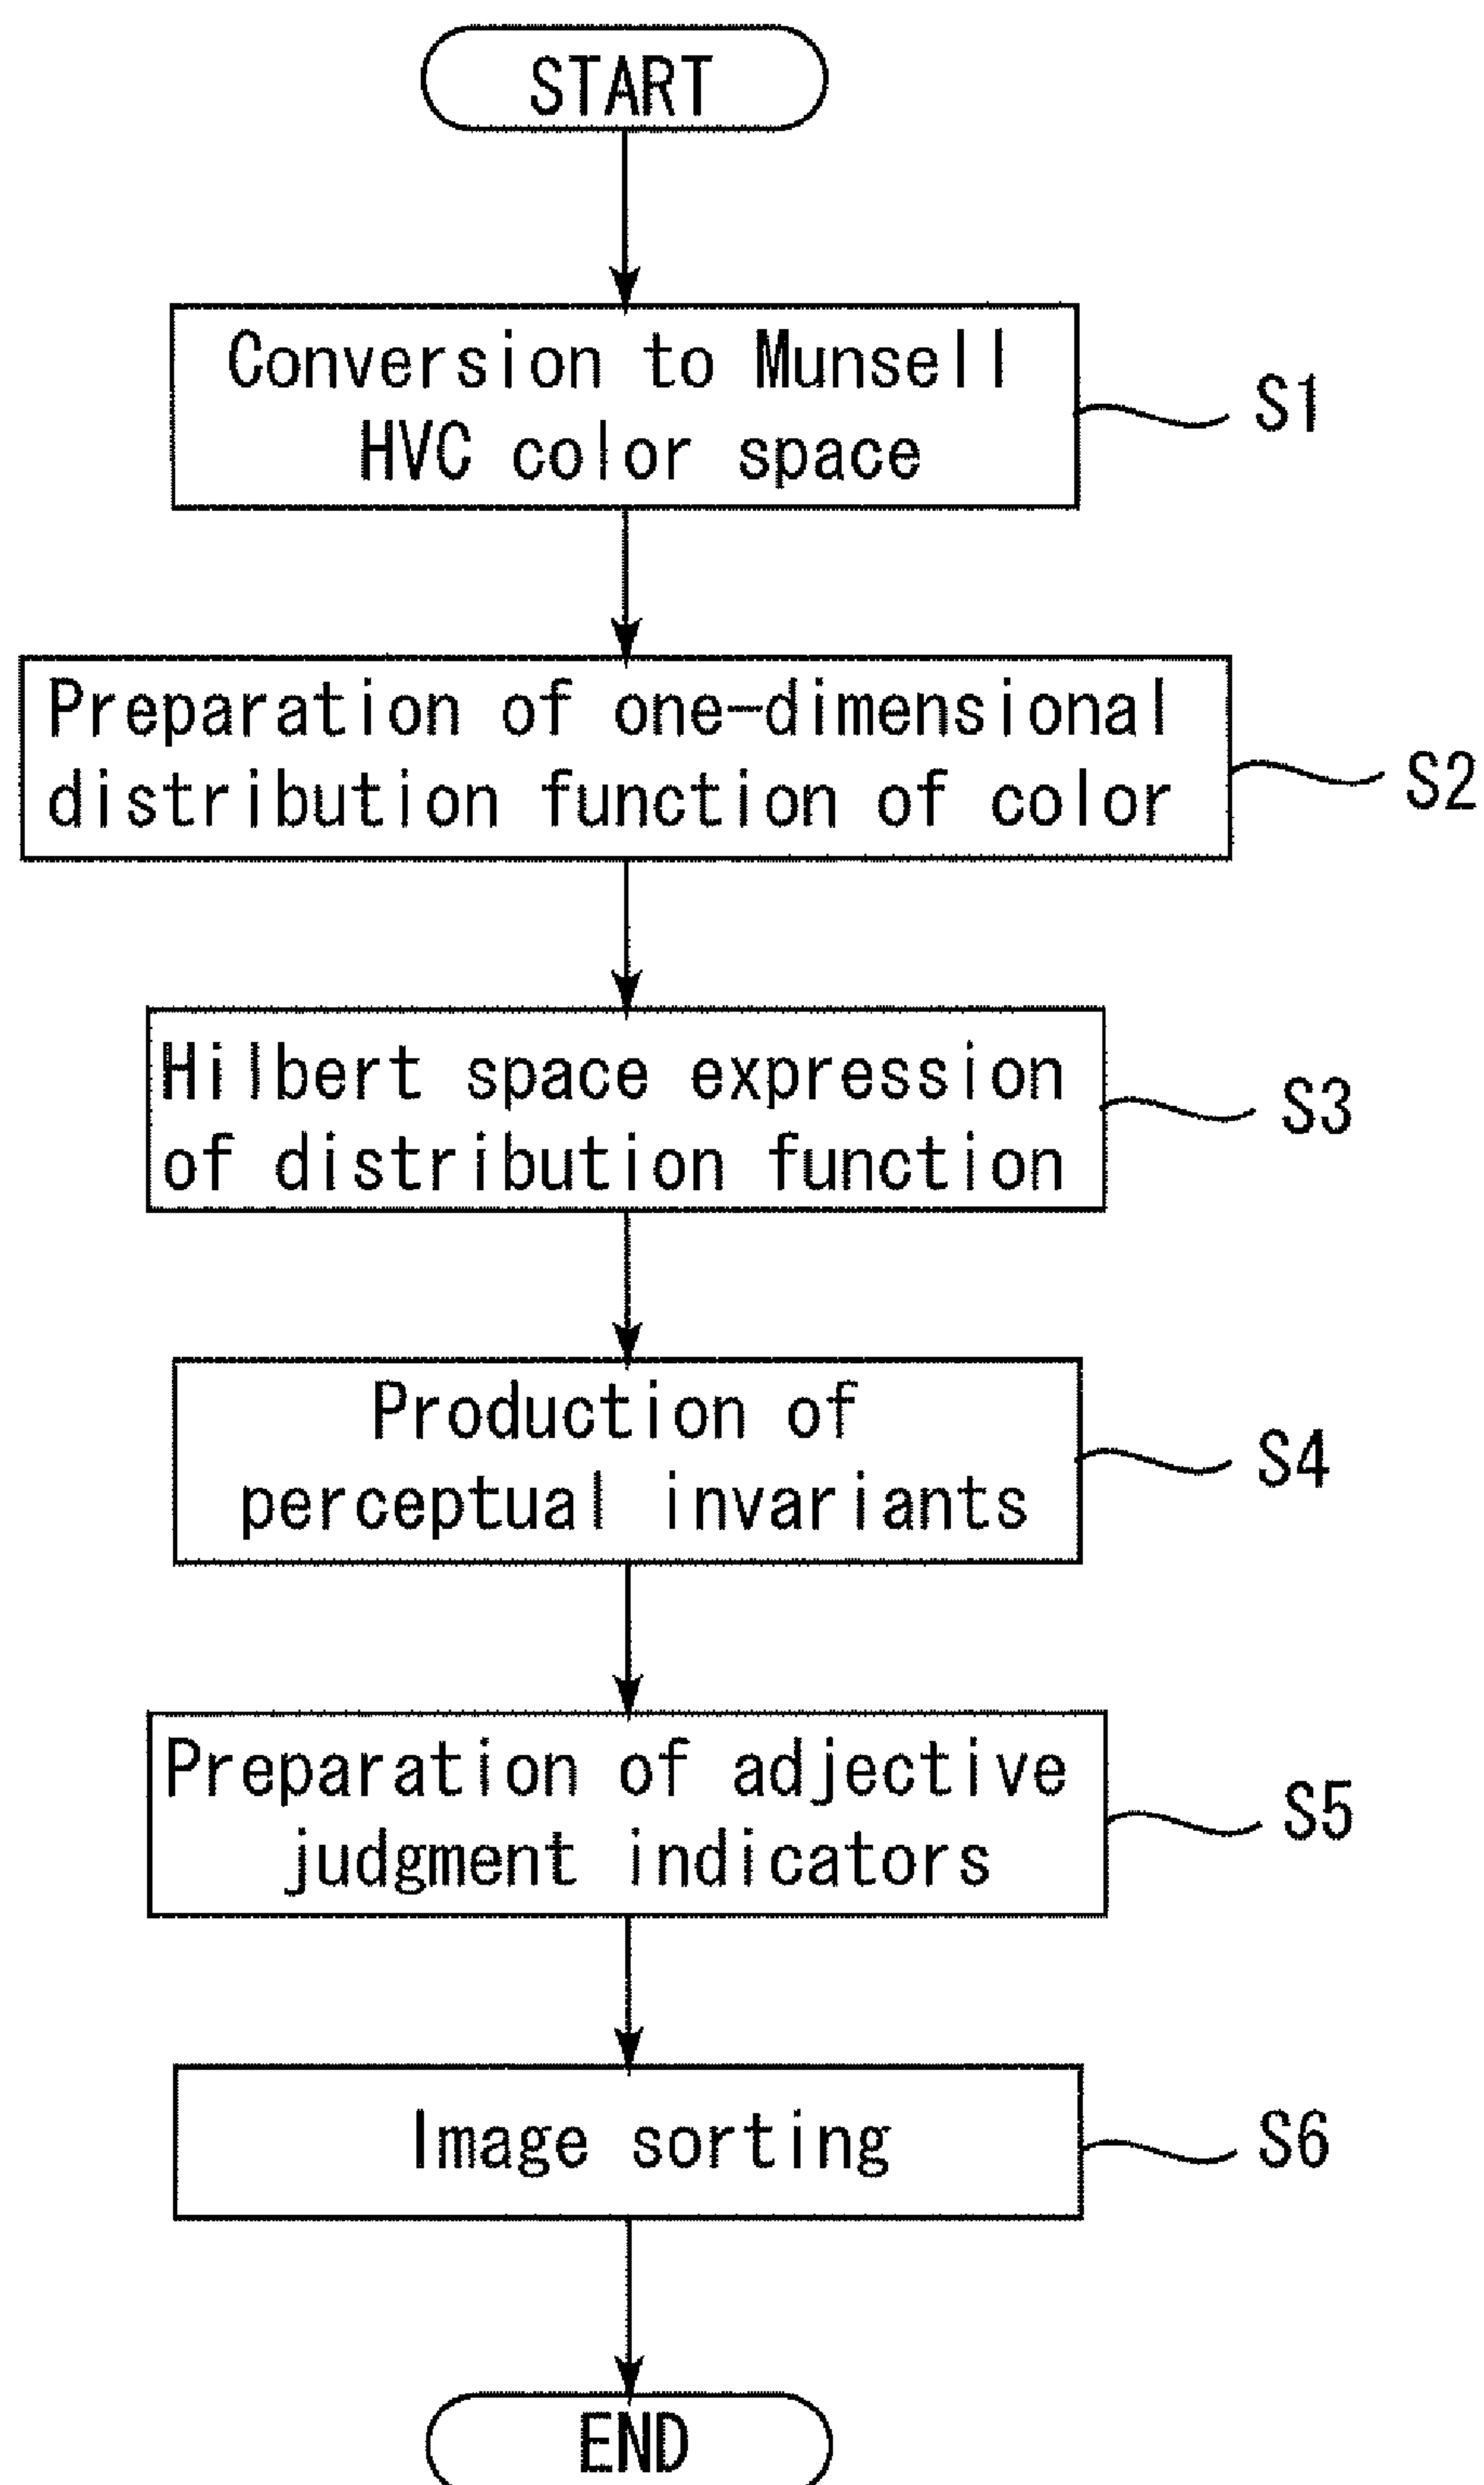 START
Conversion to Munsell
HVC color space
S1
Preparation of one-dimensional
distribution function of color
S2
Hilbert space expression
of distribution function
S3
Production of
perceptual invariants
S4
Preparation of adjective
judgment indicators
S5
Image sorting
S6
END